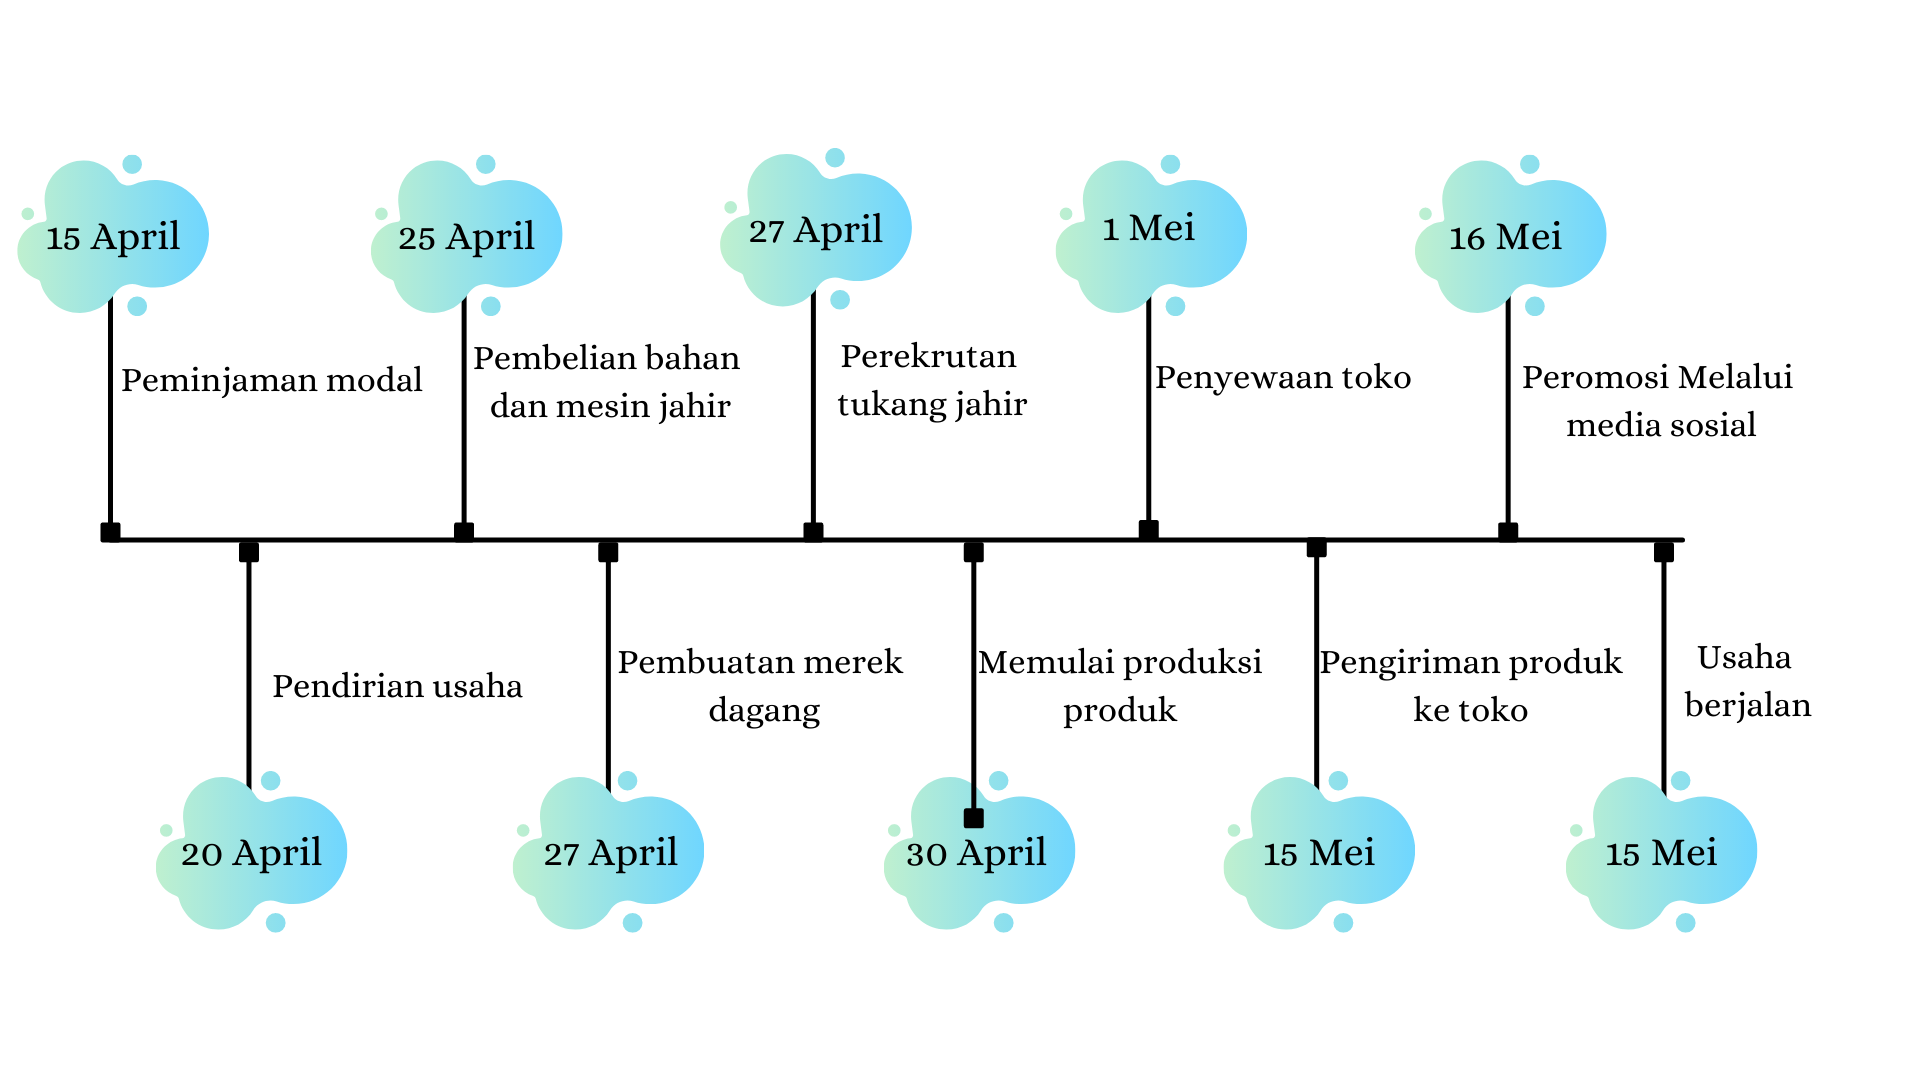 15 April
Peminjaman modal
20 April
Pendirian usaha
25 April
Pembelian bahan
dan mesin jahir
27 April
Pembuatan merek
dagang
27 April
Perekrutan
tukang jahir
30 April
Memulai produksi
produk
1 Mei
Penyewaan toko
15 Mei
Pengiriman produk
ke toko
16 Mei
Peromosi Melalui
media sosial
15 Mei
Usaha
berjalan